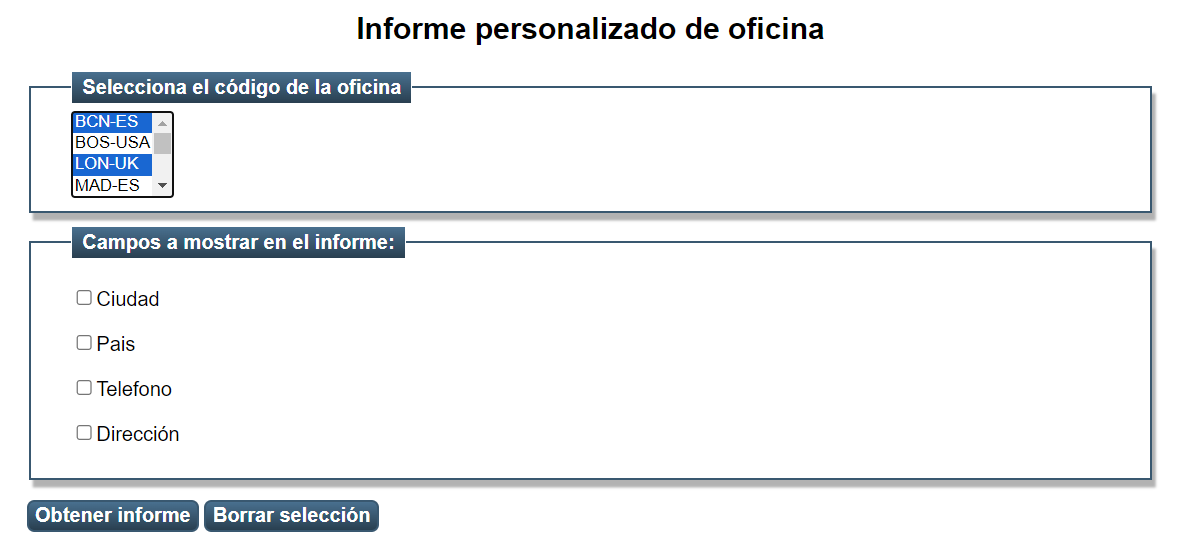 Informe personalizado de oficina
Selecciona el código de la oficina
BCN-ES
BOS-USA
LON-UK
MAD-ES
Campos a mostrar en el informe:
Ciudad
Pais
Telefono
Dirección
Obtener informe Borrar selección